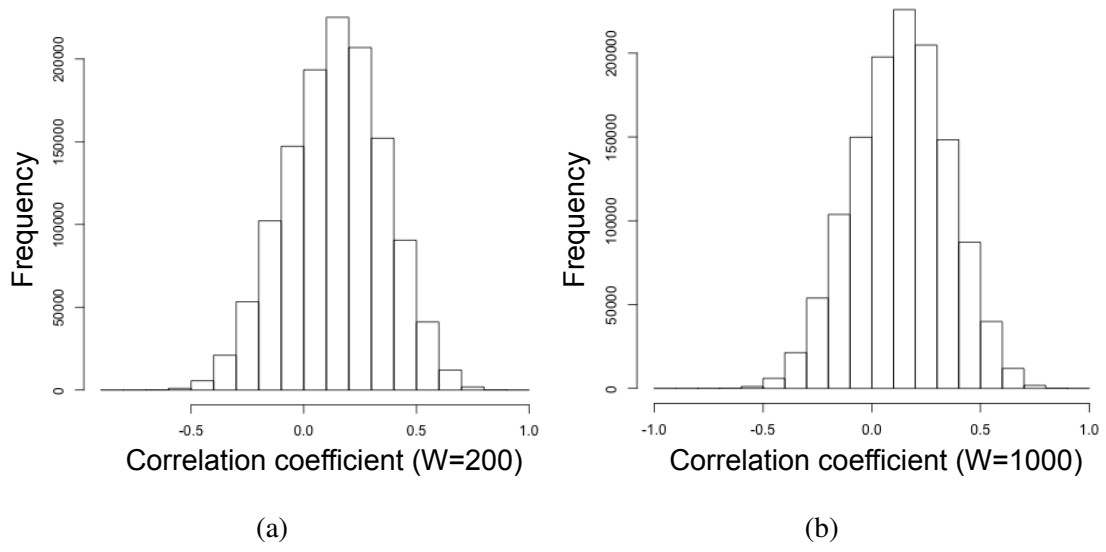 200000
150000
100000
50000
0
Frequency
-0.5 0.0 0.5 1.0
Correlation coefficient (W=200)
(a)
200000
150000
100000
50000
0
Frequency
-1.0 -0.5 0.0 0.5 1.0
Correlation coefficient (W=1000)
(b)